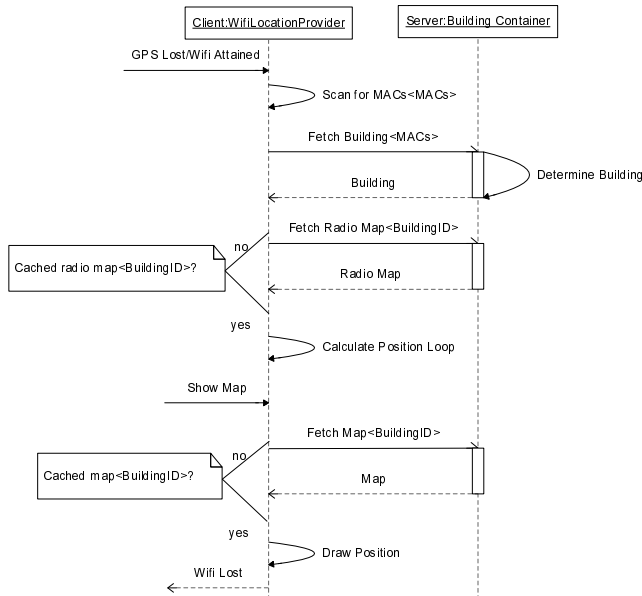 Client:WifiLocationProvider
Server:Building Container
GPS Lost/Wifi Attained
Scan for MACs<MACs>
Fetch Building<MACs>
Determine Building
Building
Fetch Radio Map<BuildingID>
no
Cached radio map<BuildingID>?
Radio Map
yes
Calculate Position Loop
Show Map
Fetch Map<BuildingID>
no
Cached map<BuildingID>?
Map
yes
Draw Position
Wifi Lost